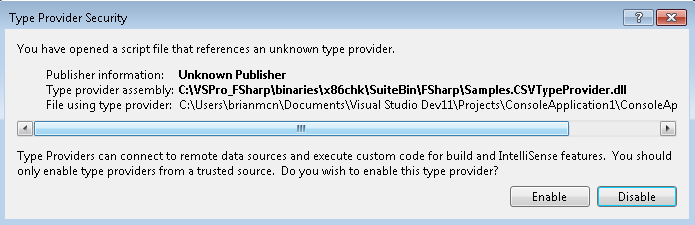 Type Provider Security
You have opened a script file that references an unknown type provider.
Publisher information: Unknown Publisher
Type provider assembly: C:\VSPro_FSharp\binaries\x86chk\SuiteBin\FSharp\Samples.CSVTypeProvider.dll
File using type provider: C:\Users\brianmcn\Documents\Visual Studio Dev11\Projects\ConsoleApplication1\ConsoleAp
Type Providers can connect to remote data sources and execute custom code for build and IntelliSense features. You should
only enable type providers from a trusted source. Do you wish to enable this type provider?
Enable Disable